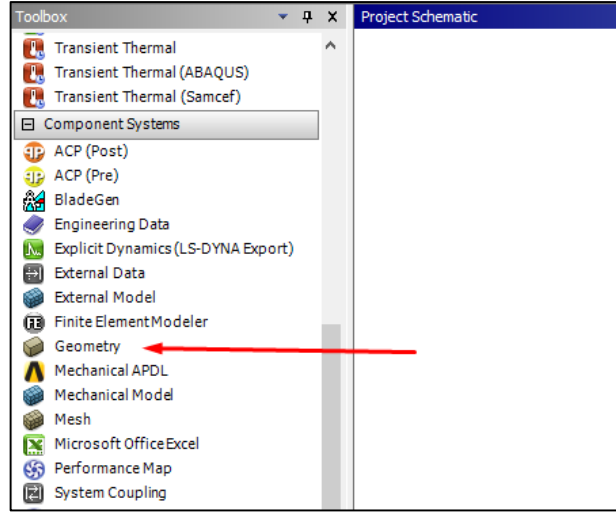 Toolbox
Project Schematic
Transient Thermal
Transient Thermal (ABAQUS)
Transient Thermal (Samcef)
Component Systems
ACP (Post)
ACP (Pre)
BladeGen
Engineering Data
Explicit Dynamics (LS-DYNA Export)
External Data
External Model
FE Finite Element Modeler
Geometry
Mechanical APDL
Mechanical Model
Mesh
Microsoft Office Excel
Performance Map
System Coupling